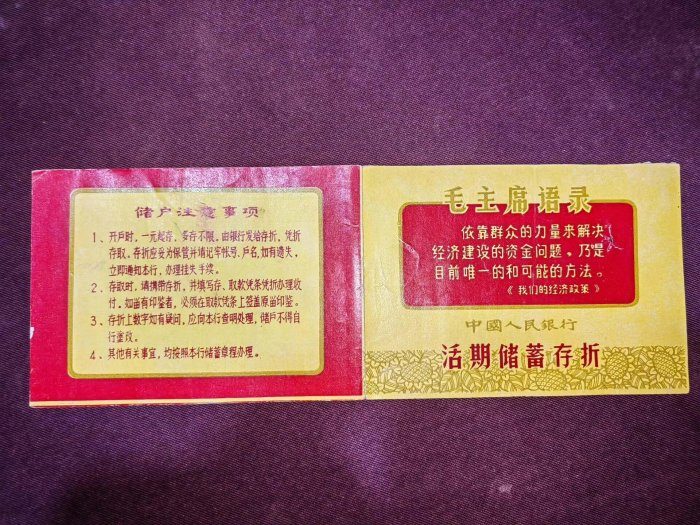 储户注意事项
1、开户时，一元起存，多存不限。由银行发给存折，凭折
存取。存折应妥为保管并请记牢帐号、户名，如有遗失，
立即通知本行，办理挂失手续。
2、存取时，请携带存折，并填写存、取款凭条凭折办理收
付。如留有印鉴者，必须在取款凭条上签盖原留印鉴。
3、存折上数字如有疑问，应向本行查明处理，储户不得自
行塗改。
4、其他有关事宜，均按照本行储蓄章程办理。
毛主席语录
依靠群众的力量来解决
经济建设的资金问题。乃是
目前唯一的和可能的方法。
《我们的经济政策》
中國人民銀行
活期储蓄存折